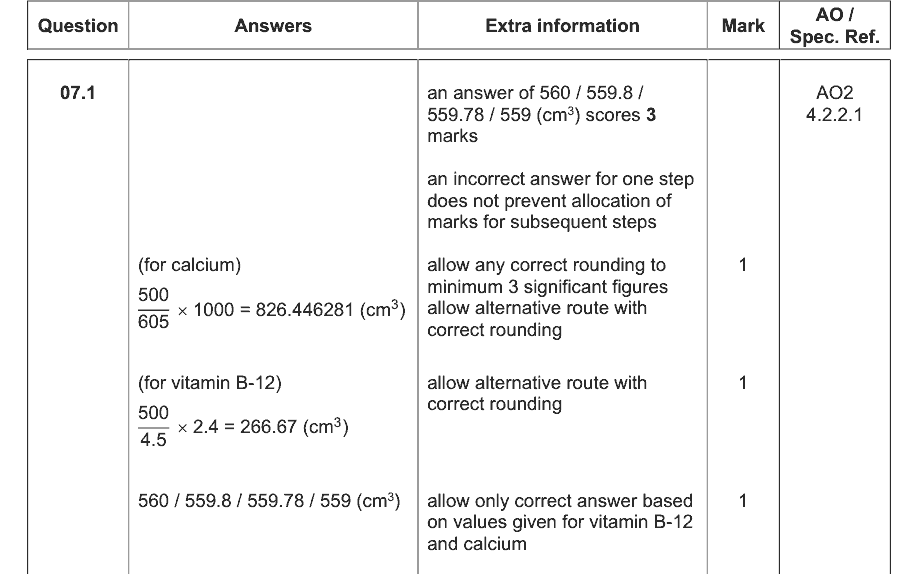 Question Answers Extra information Mark AO /
Spec. Ref.
07.1 an answer of 560 / 559.8 / AO2
559.78 / 559 (cm³) scores 3 4.2.2.1
marks
an incorrect answer for one step
does not prevent allocation of
marks for subsequent steps
(for calcium) allow any correct rounding to 1
minimum 3 significant figures
500/605 × 1000 = 826.446281 (cm³) allow alternative route with
correct rounding
(for vitamin B-12) allow alternative route with 1
correct rounding
500/4.5 × 2.4 = 266.67 (cm³)
560 / 559.8 / 559.78 / 559 (cm³) allow only correct answer based 1
on values given for vitamin B-12
and calcium